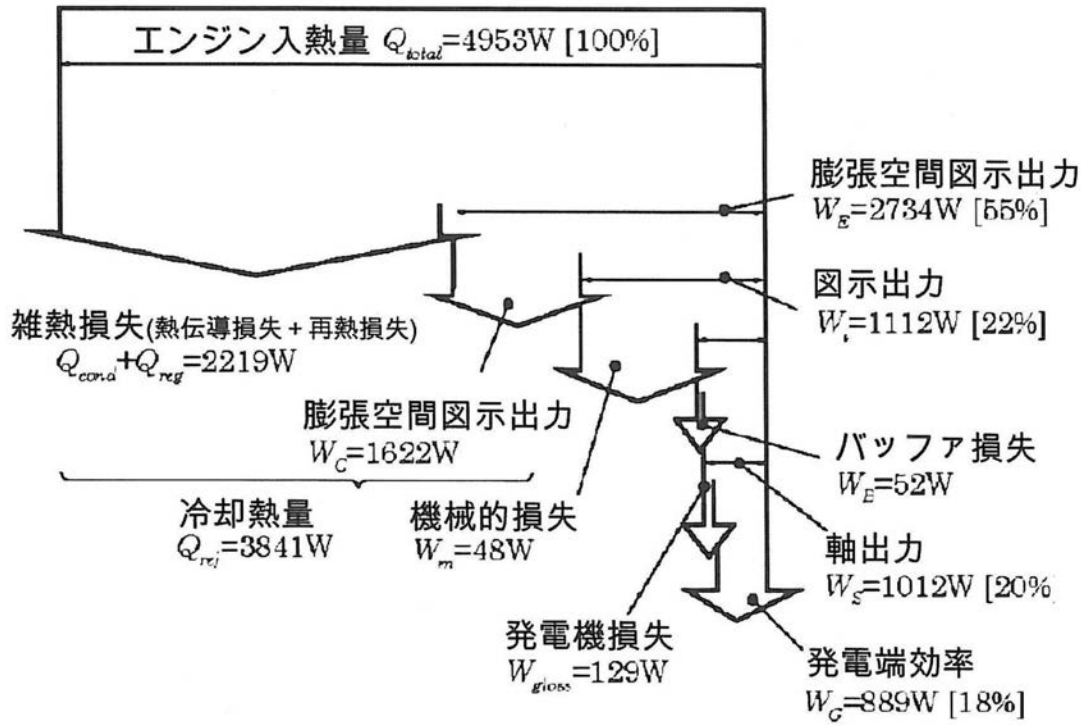 エンジン入熱量 Q_total=4953W [100%]
膨張空間図示出力
W_E=2734W [55%]
図示出力
W_i=1112W [22%]
雑熱損失(熱伝導損失+再熱損失)
Q_cond+Q_reg=2219W
膨張空間図示出力
W_C=1622W
バッファ損失
W_B=52W
冷却熱量
Q_rej=3841W
機械的損失
W_m=48W
軸出力
W_S=1012W [20%]
発電機損失
W_gloss=129W
発電端効率
W_G=889W [18%]